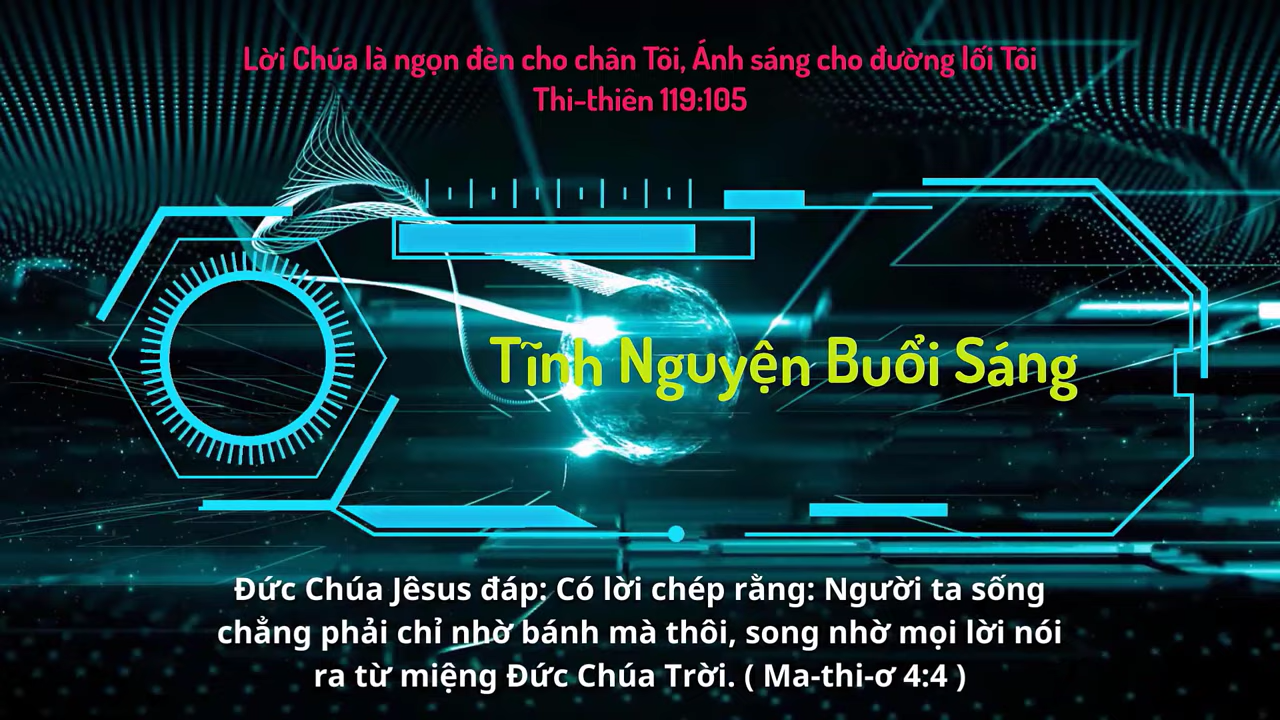 Lời Chúa là ngọn đèn cho chân Tôi, Ánh sáng cho đường lối Tôi
Thi-thiên 119:105
Tĩnh Nguyện Buổi Sáng
Đức Chúa Jêsus đáp: Có lời chép rằng: Người ta sống
chẳng phải chỉ nhờ bánh mà thôi, song nhờ mọi lời nói
ra từ miệng Đức Chúa Trời. ( Ma-thi-ơ 4:4 )